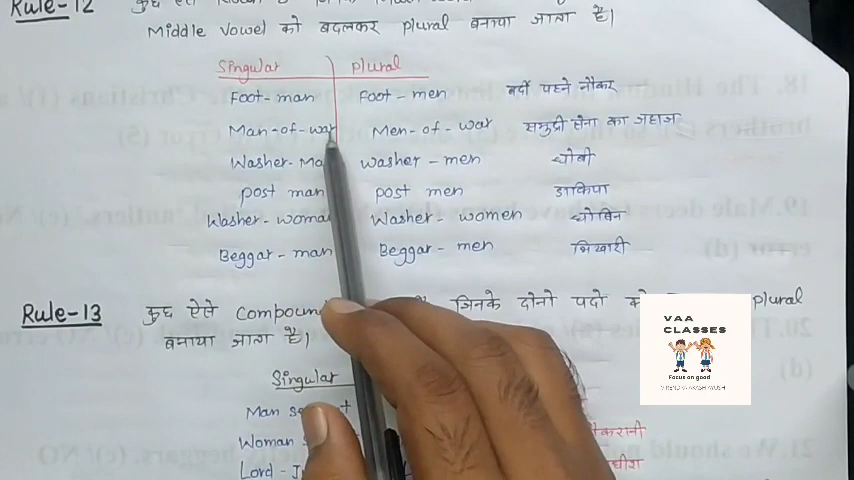 Rule-12
Middle vowel को बदलकर plural बनाया जाता है।
Singular plural
Foot-man Foot-men वर्दी पहने नौकर
Man-of-war Men-of-war समुद्री सेना का जहाज
Washer-Ma washer-men धोबी
post man post men डाकिया
Washer-woman Washer-women धोबिन
Beggar-man Beggar-men भिखारी
Rule-13 कुछ ऐसे compound जिनके दोनो पदो को plural
बनाया जाता है।
Singular
Man
Woman
Lord-J
VAA
CLASSES
Focus on good